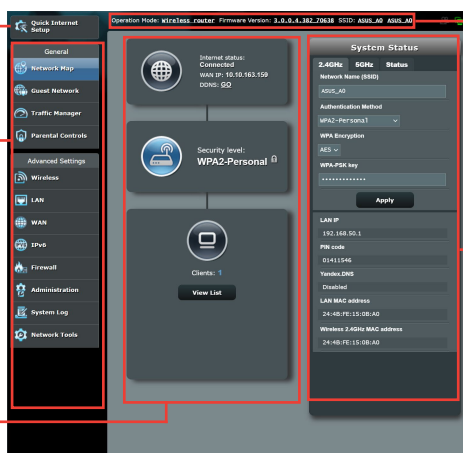 Quick Internet
Setup
Operation Mode: Wireless router Firmware Version: 3.0.0.4.382_70638 SSID: ASUS_A0 ASUS_A0
General
Network Map
Guest Network
Traffic Manager
Parental Controls
Advanced Settings
Wireless
LAN
WAN
IPv6
Firewall
Administration
System Log
Network Tools
Internet status:
Connected
WAN IP: 10.10.163.159
DDNS: GO
Security level:
WPA2-Personal
Clients: 1
View List
System Status
2.4GHz 5GHz Status
Network Name (SSID)
ASUS_A0
Authentication Method
WPA2-Personal
WPA Encryption
AES
WPA-PSK key
•••••••••••••
Apply
LAN IP
192.168.50.1
PIN code
01411546
Yandex.DNS
Disabled
LAN MAC address
24:4B:FE:15:0B:A0
Wireless 2.4GHz MAC address
24:4B:FE:15:0B:A0